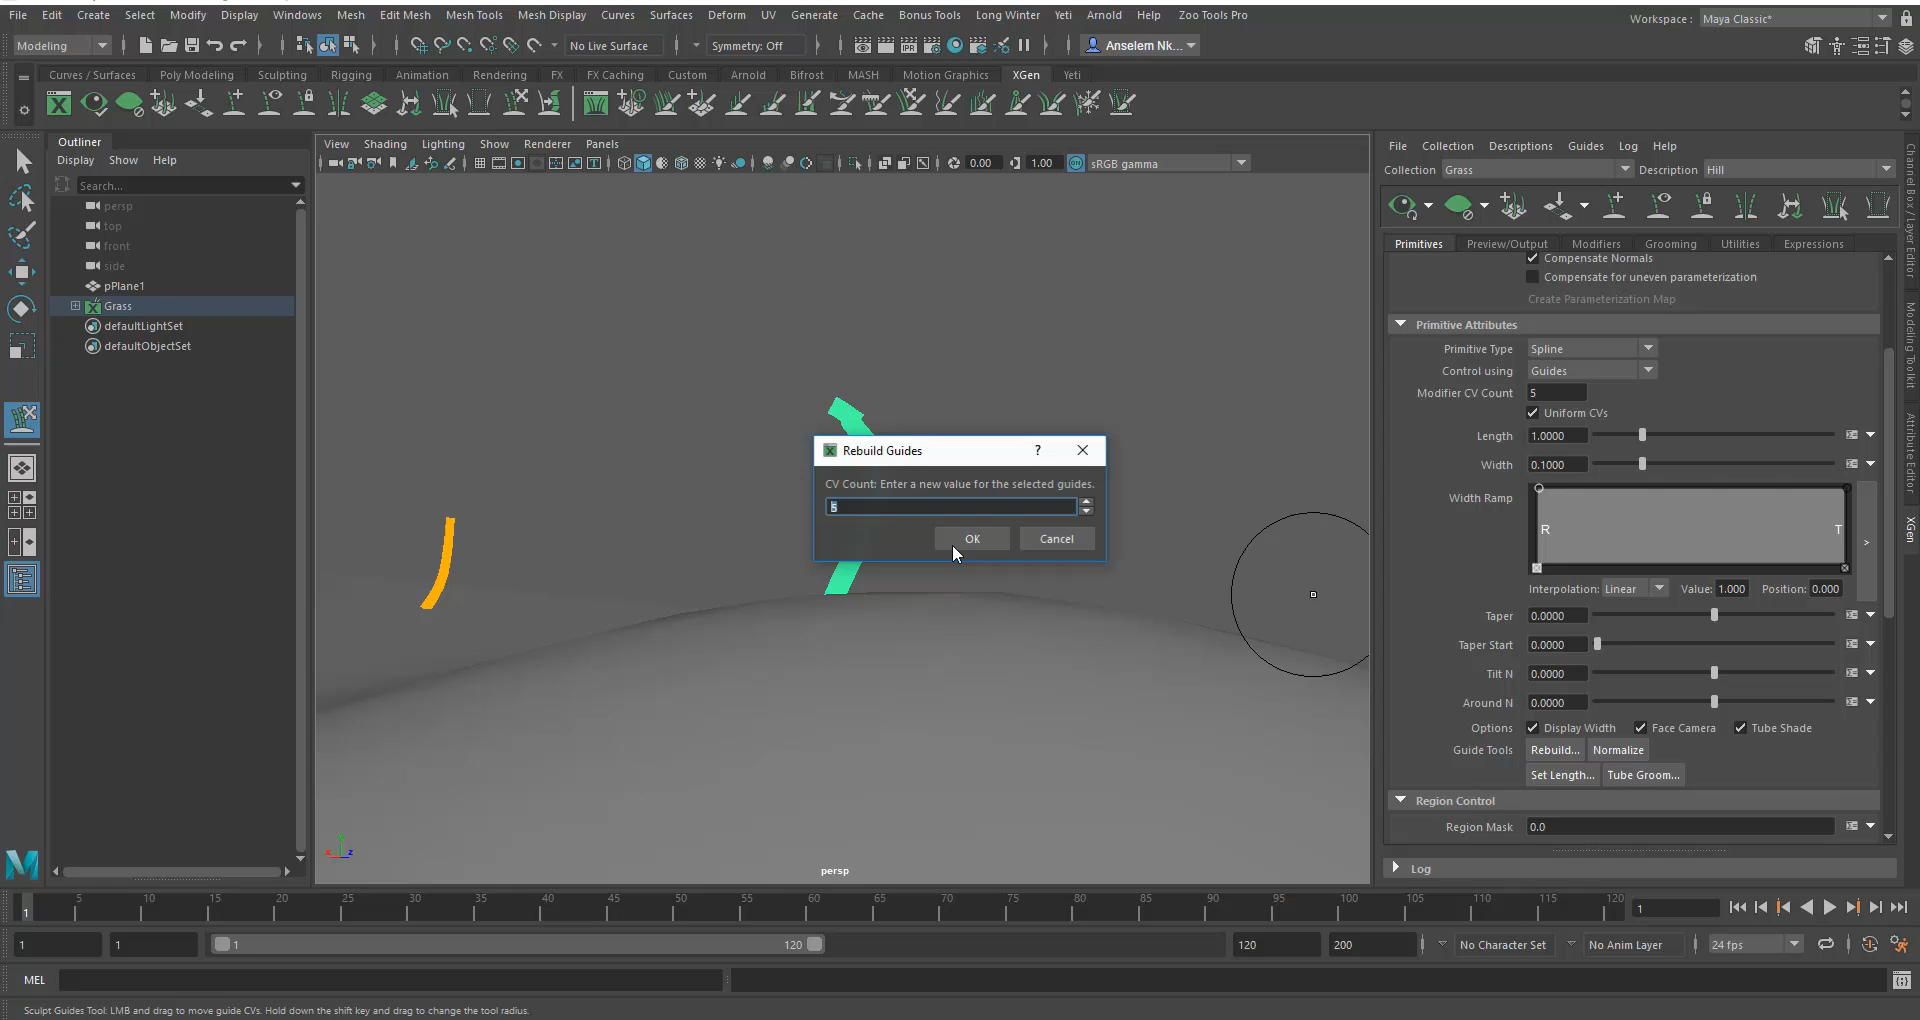 File Edit Create Select Modify Display Windows Mesh Edit Mesh Mesh Tools Mesh Display Curves Surfaces Deform UV Generate Cache Bonus Tools Long Winter Yeti Arnold Help Zoo Tools Pro
Workspace : Maya Classic*
Modeling No Live Surface Symmetry: Off IPR Anselem Nk...
Curves / Surfaces Poly Modeling Sculpting Rigging Animation Rendering FX FX Caching Custom Arnold Bifrost MASH Motion Graphics XGen Yeti
Outliner
Display Show Help
Search...
persp
top
front
side
pPlane1
Grass
defaultLightSet
defaultObjectSet
View Shading Lighting Show Renderer Panels
0.00 1.00 ON sRGB gamma
Rebuild Guides ?
CV Count: Enter a new value for the selected guides.
5
OK Cancel
persp
x z
File Collection Descriptions Guides Log Help
Collection Grass Description Hill
Primitives Preview/Output Modifiers Grooming Utilities Expressions
Compensate Normals
Compensate for uneven parameterization
Create Parameterization Map
Primitive Attributes
Primitive Type Spline
Control using Guides
Modifier CV Count 5
Uniform CVs
Length 1.0000
Width 0.1000
Width Ramp
R T >
Interpolation: Linear Value: 1.000 Position: 0.000
Taper 0.0000
Taper Start 0.0000
Tilt N 0.0000
Around N 0.0000
Options Display Width Face Camera Tube Shade
Guide Tools Rebuild... Normalize
Set Length... Tube Groom...
Region Control
Region Mask 0.0
Log
Channel Box / Layer Editor
Modeling Toolkit
Attribute Editor
XGen
1 5 10 15 20 25 30 35 40 45 50 55 60 65 70 75 80 85 90 95 100 105 110 115 120 1
1 1 1 120 120 200 No Character Set No Anim Layer 24 fps
MEL
Sculpt Guides Tool: LMB and drag to move guide CVs. Hold down the shift key and drag to change the tool radius.